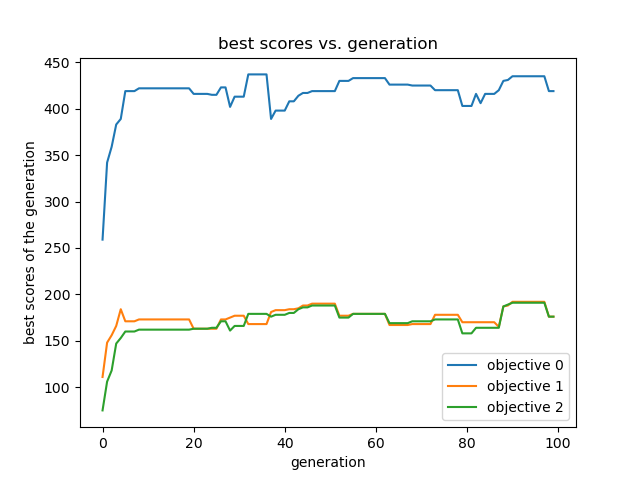 best scores vs. generation
best scores of the generation
450
400
350
300
250
200
150
100
0 20 40 60 80 100
generation
objective 0
objective 1
objective 2